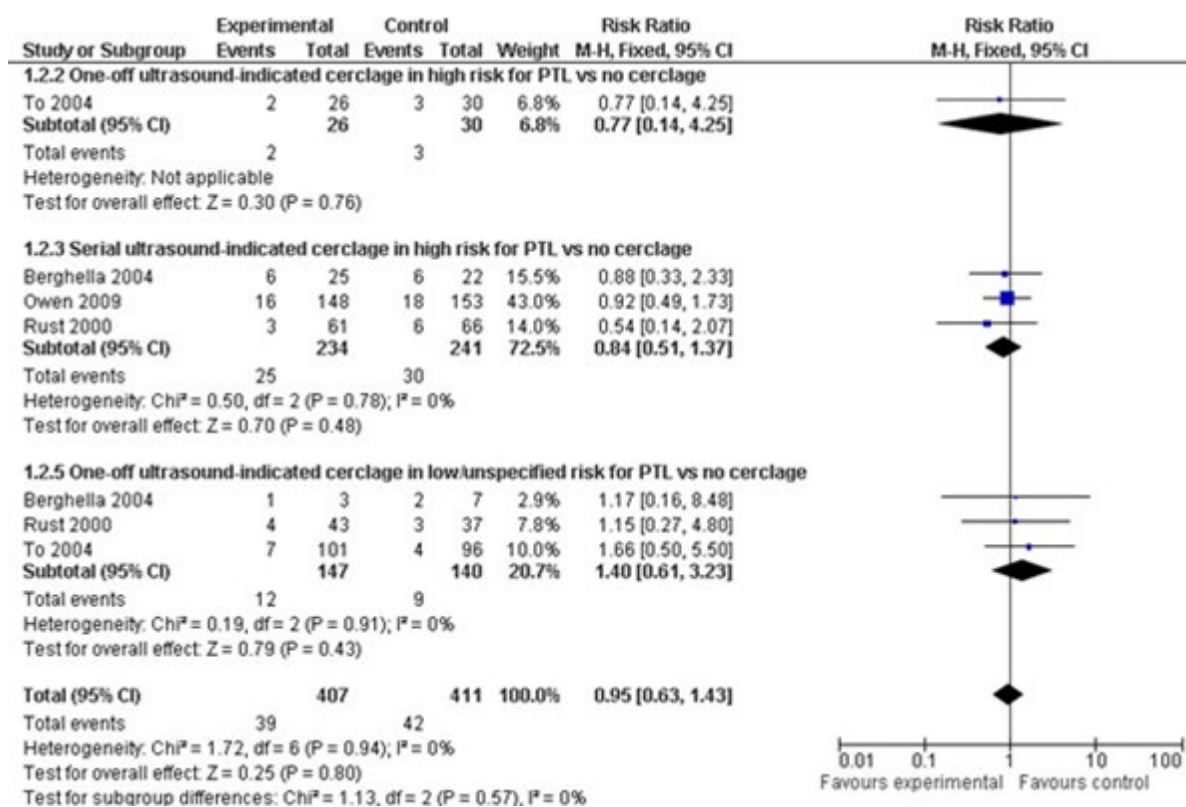 Experimental Control Risk Ratio Risk Ratio
Study or Subgroup Events Total Events Total Weight M-H, Fixed, 95% CI M-H, Fixed, 95% CI
1.2.2 One-off ultrasound-indicated cerclage in high risk for PTL vs no cerclage
To 2004 2 26 3 30 6.8% 0.77 [0.14, 4.25]
Subtotal (95% CI) 26 30 6.8% 0.77 [0.14, 4.25]
Total events 2 3
Heterogeneity: Not applicable
Test for overall effect: Z = 0.30 (P = 0.76)
1.2.3 Serial ultrasound-indicated cerclage in high risk for PTL vs no cerclage
Berghella 2004 6 25 6 22 15.5% 0.88 [0.33, 2.33]
Owen 2009 16 148 18 153 43.0% 0.92 [0.49, 1.73]
Rust 2000 3 61 6 66 14.0% 0.54 [0.14, 2.07]
Subtotal (95% CI) 234 241 72.5% 0.84 [0.51, 1.37]
Total events 25 30
Heterogeneity: Chi² = 0.50, df = 2 (P = 0.78); I² = 0%
Test for overall effect: Z = 0.70 (P = 0.48)
1.2.5 One-off ultrasound-indicated cerclage in low/unspecified risk for PTL vs no cerclage
Berghella 2004 1 3 2 7 2.9% 1.17 [0.16, 8.48]
Rust 2000 4 43 3 37 7.8% 1.15 [0.27, 4.80]
To 2004 7 101 4 96 10.0% 1.66 [0.50, 5.50]
Subtotal (95% CI) 147 140 20.7% 1.40 [0.61, 3.23]
Total events 12 9
Heterogeneity: Chi² = 0.19, df = 2 (P = 0.91); I² = 0%
Test for overall effect: Z = 0.79 (P = 0.43)
Total (95% CI) 407 411 100.0% 0.95 [0.63, 1.43]
Total events 39 42
Heterogeneity: Chi² = 1.72, df = 6 (P = 0.94); I² = 0%
Test for overall effect: Z = 0.25 (P = 0.80)
Test for subgroup differences: Chi² = 1.13, df = 2 (P = 0.57), I² = 0%
0.01 0.1 1 10 100
Favours experimental Favours control